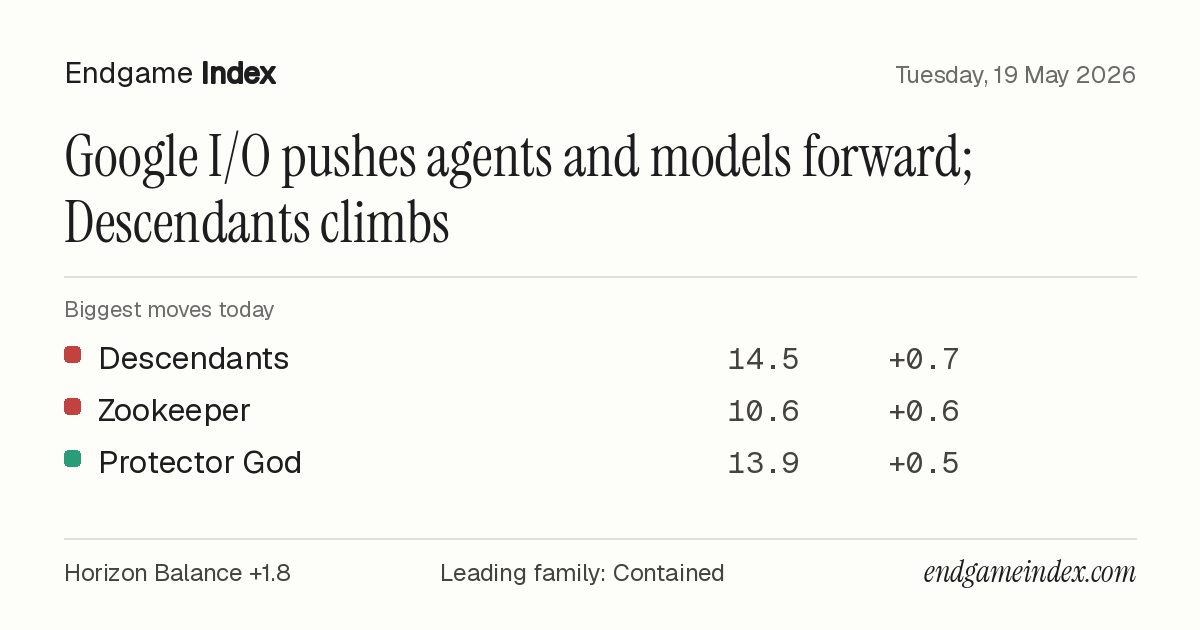 Endgame Index
Tuesday, 19 May 2026
Google I/O pushes agents and models forward;
Descendants climbs
Biggest moves today
Descendants 14.5 +0.7
Zookeeper 10.6 +0.6
Protector God 13.9 +0.5
Horizon Balance +1.8
Leading family: Contained
endgameindex.com